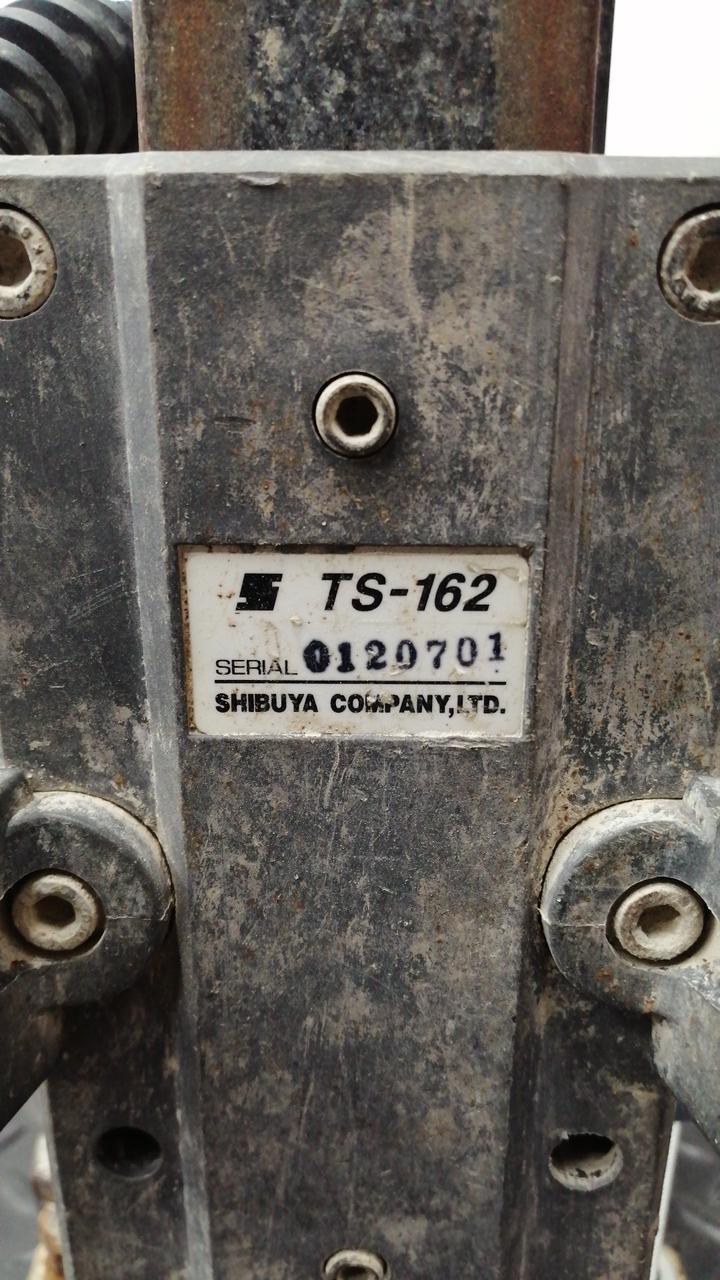 TS-162
SERIAL 0120701
SHIBUYA COMPANY,LTD.